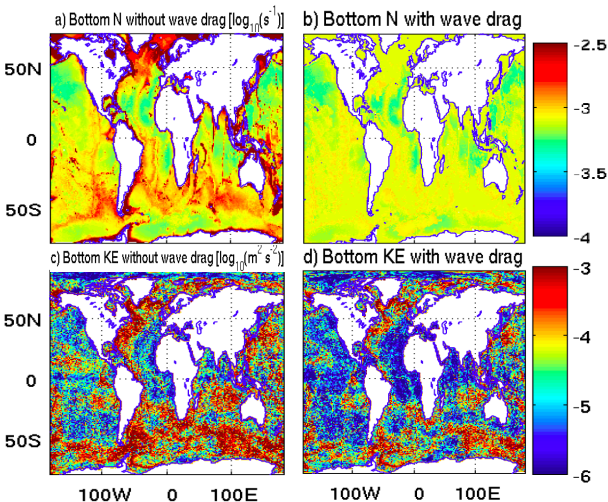 a) Bottom N without wave drag [log₁₀(s⁻¹)]
b) Bottom N with wave drag
50N
0
50S
-2.5
-3
-3.5
-4
c) Bottom KE without wave drag [log₁₀(m² s⁻²)]
d) Bottom KE with wave drag
50N
0
50S
-3
-4
-5
-6
100W 0 100E
100W 0 100E